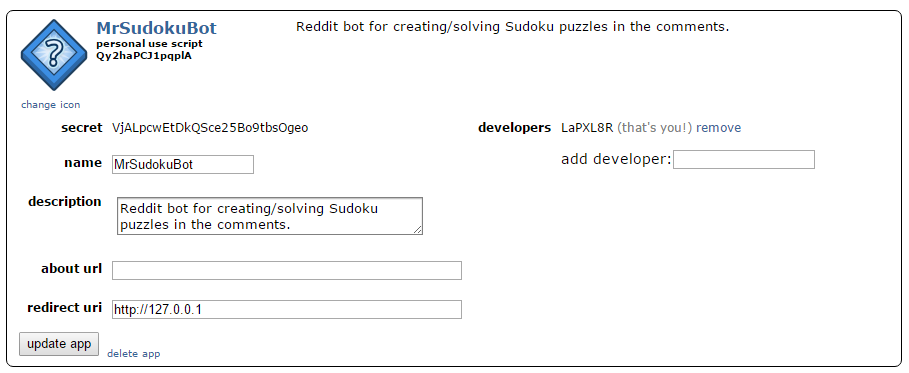 MrSudokuBot
Reddit bot for creating/solving Sudoku puzzles in the comments.
personal use script
Qy2haPCJ1pqplA
change icon
secret VjALpcwEtDkQSce25Bo9tbsOgeo
developers LaPXL8R (that's you!) remove
name MrSudokuBot
add developer:
description Reddit bot for creating/solving Sudoku
puzzles in the comments.
about url
redirect uri http://127.0.0.1
update app
delete app